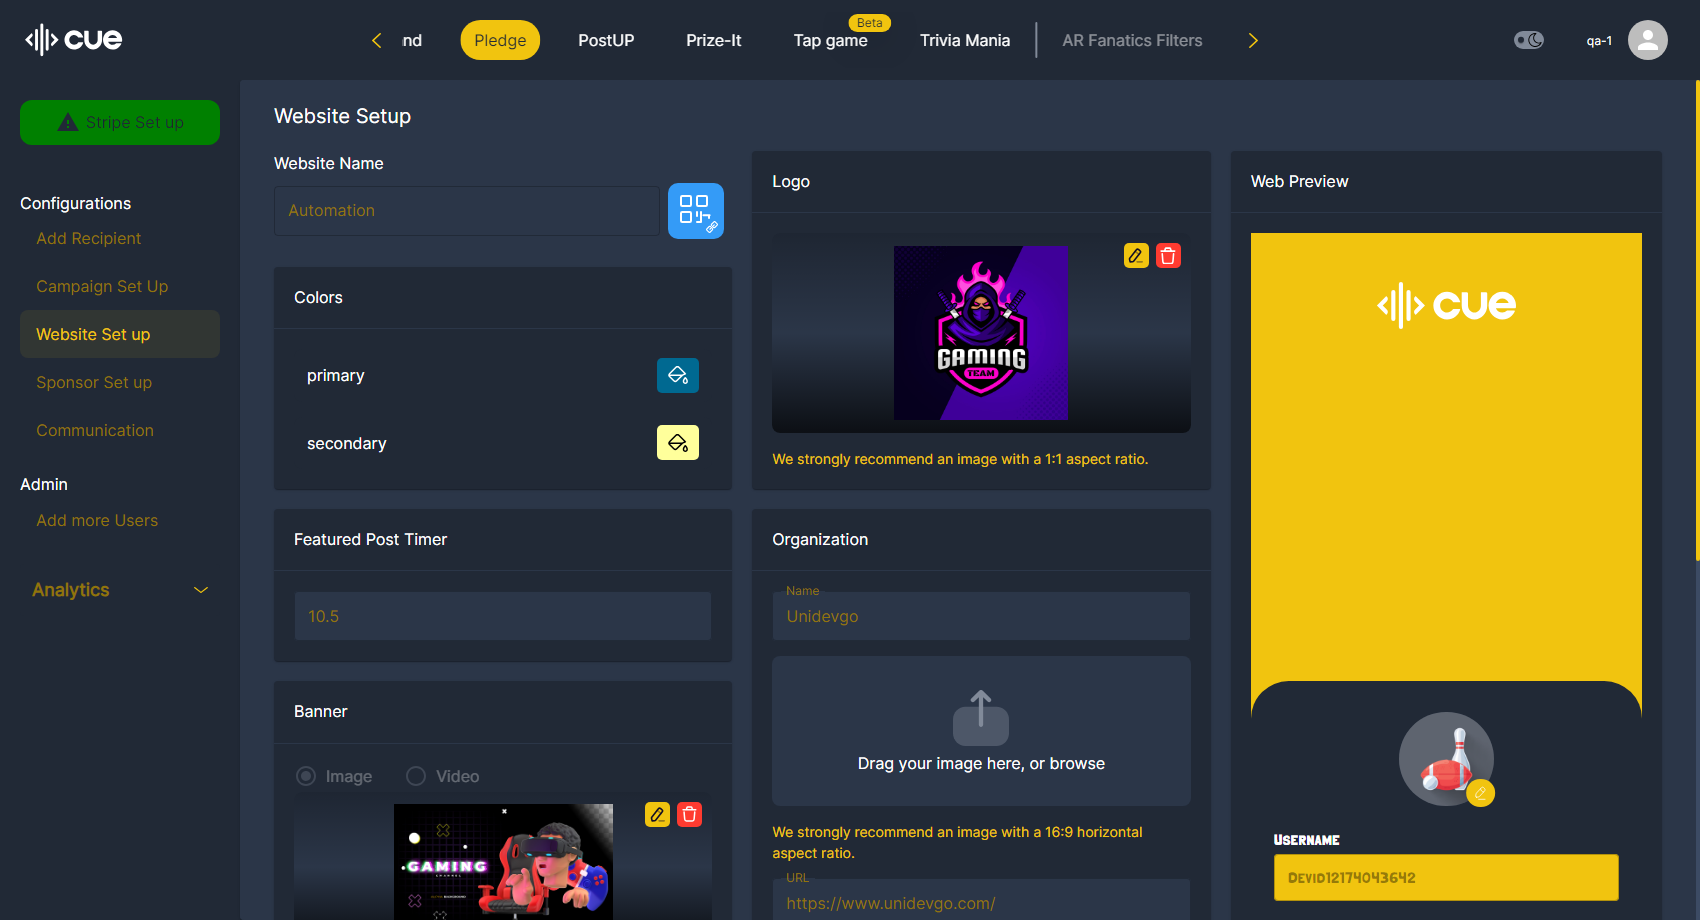 cue
nd
Pledge
PostUP
Prize-It
Tap game
Beta
Trivia Mania
AR Fanatics Filters
qa-1
Stripe Set up
Configurations
Add Recipient
Campaign Set Up
Website Set up
Sponsor Set up
Communication
Admin
Add more Users
Analytics
Website Setup
Website Name
Automation
Colors
primary
secondary
Featured Post Timer
10.5
Banner
Image
Video
GAMING
Logo
GAMING
TEAM
We strongly recommend an image with a 1:1 aspect ratio.
Organization
Name
Unidevgo
Drag your image here, or browse
We strongly recommend an image with a 16:9 horizontal
aspect ratio.
URL
https://www.unidevgo.com/
Web Preview
cue
Username
Devid12174043642